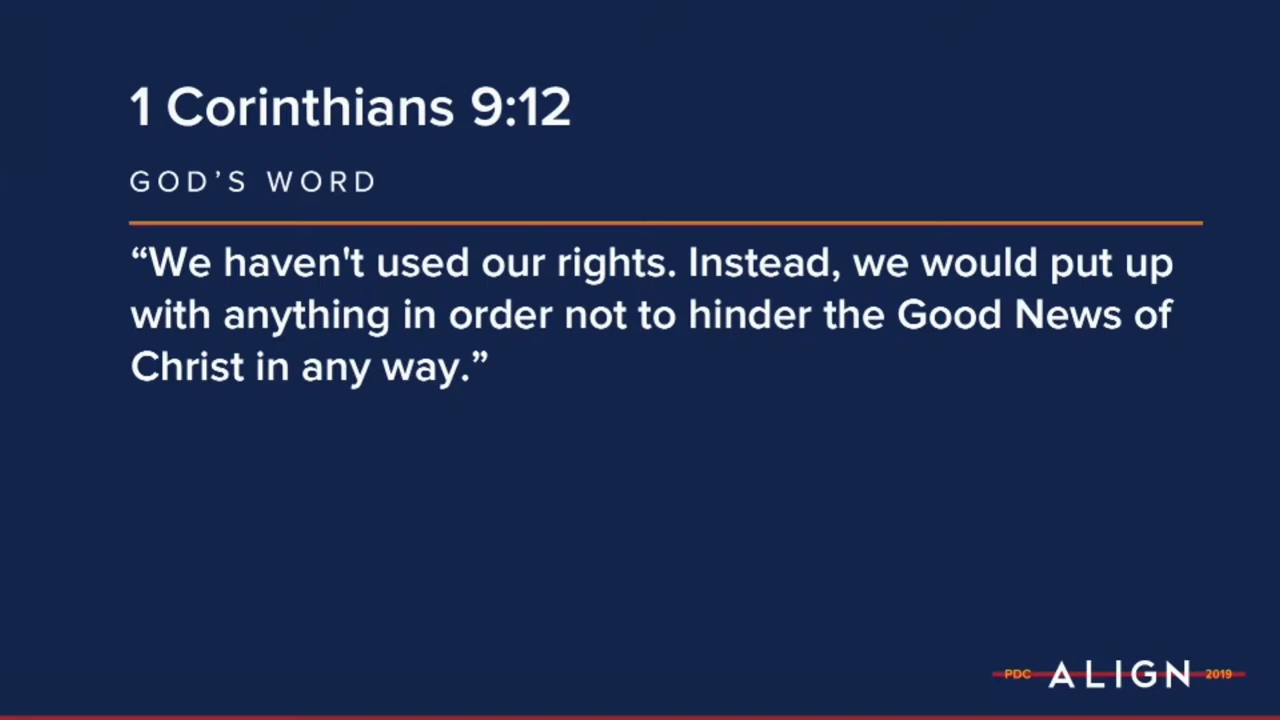 1 Corinthians 9:12
GOD’S WORD
“We haven't used our rights. Instead, we would put up
with anything in order not to hinder the Good News of
Christ in any way.”
PDC ALIGN 2019